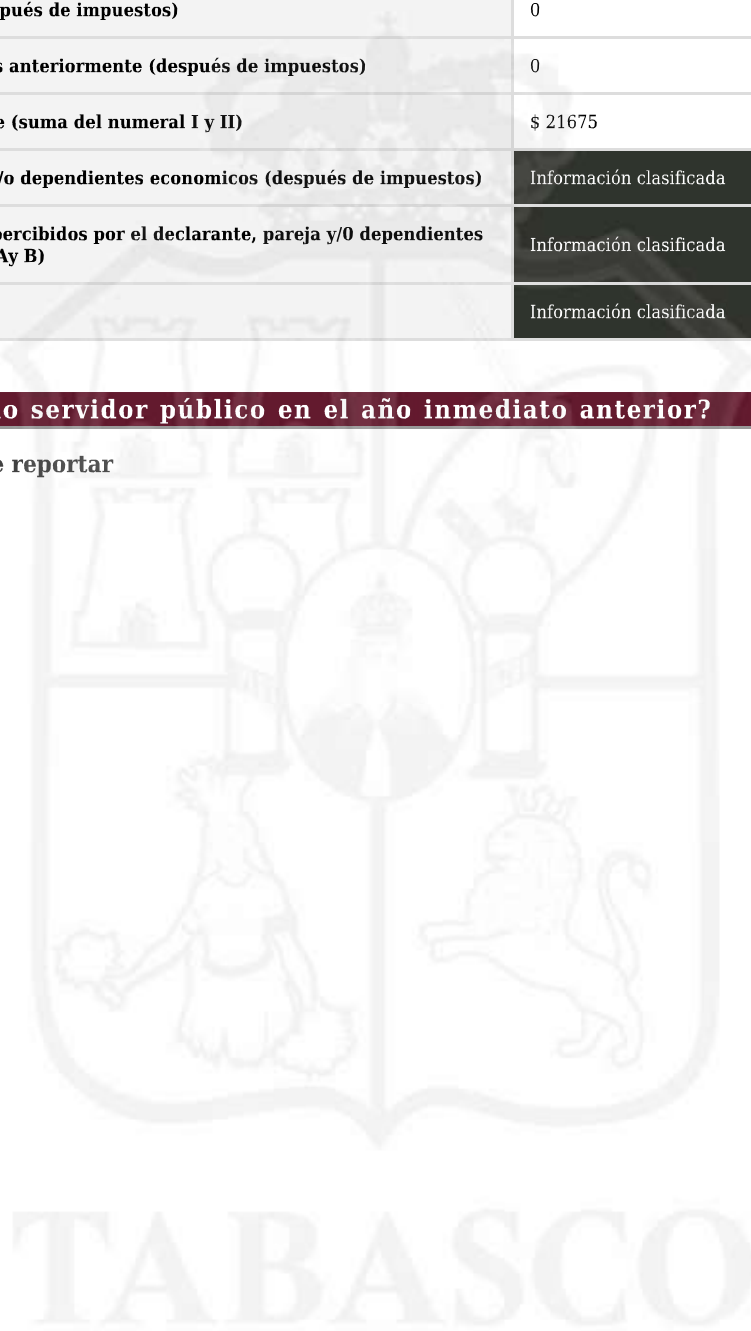 pués de impuestos) 0
s anteriormente (después de impuestos) 0
e (suma del numeral I y II) $ 21675
/o dependientes economicos (después de impuestos) Información clasificada
percibidos por el declarante, pareja y/0 dependientes Información clasificada
Ay B)
Información clasificada
o servidor público en el año inmediato anterior?
e reportar
TABASCO